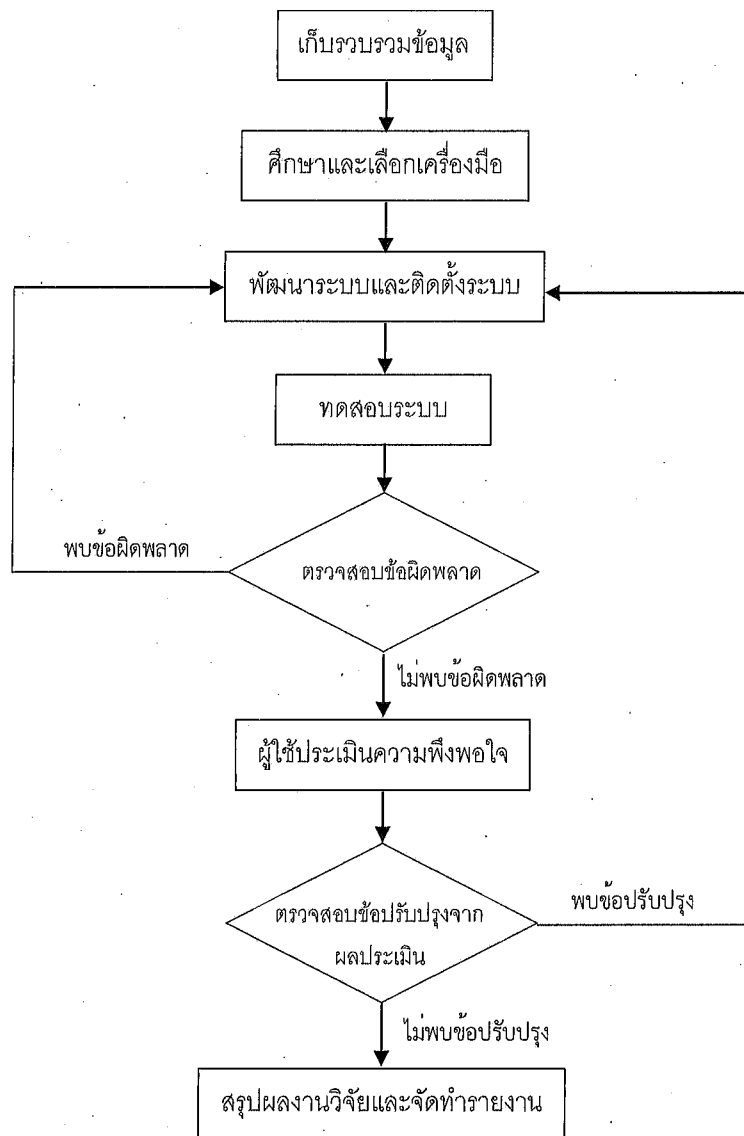 เก็บรวบรวมข้อมูล
ศึกษาและเลือกเครื่องมือ
พัฒนาระบบและติดตั้งระบบ
ทดสอบระบบ
พบข้อผิดพลาด
ตรวจสอบข้อผิดพลาด
ไม่พบข้อผิดพลาด
ผู้ใช้ประเมินความพึงพอใจ
ตรวจสอบข้อปรับปรุงจาก
ผลประเมิน
พบข้อปรับปรุง
ไม่พบข้อปรับปรุง
สรุปผลงานวิจัยและจัดทำรายงาน